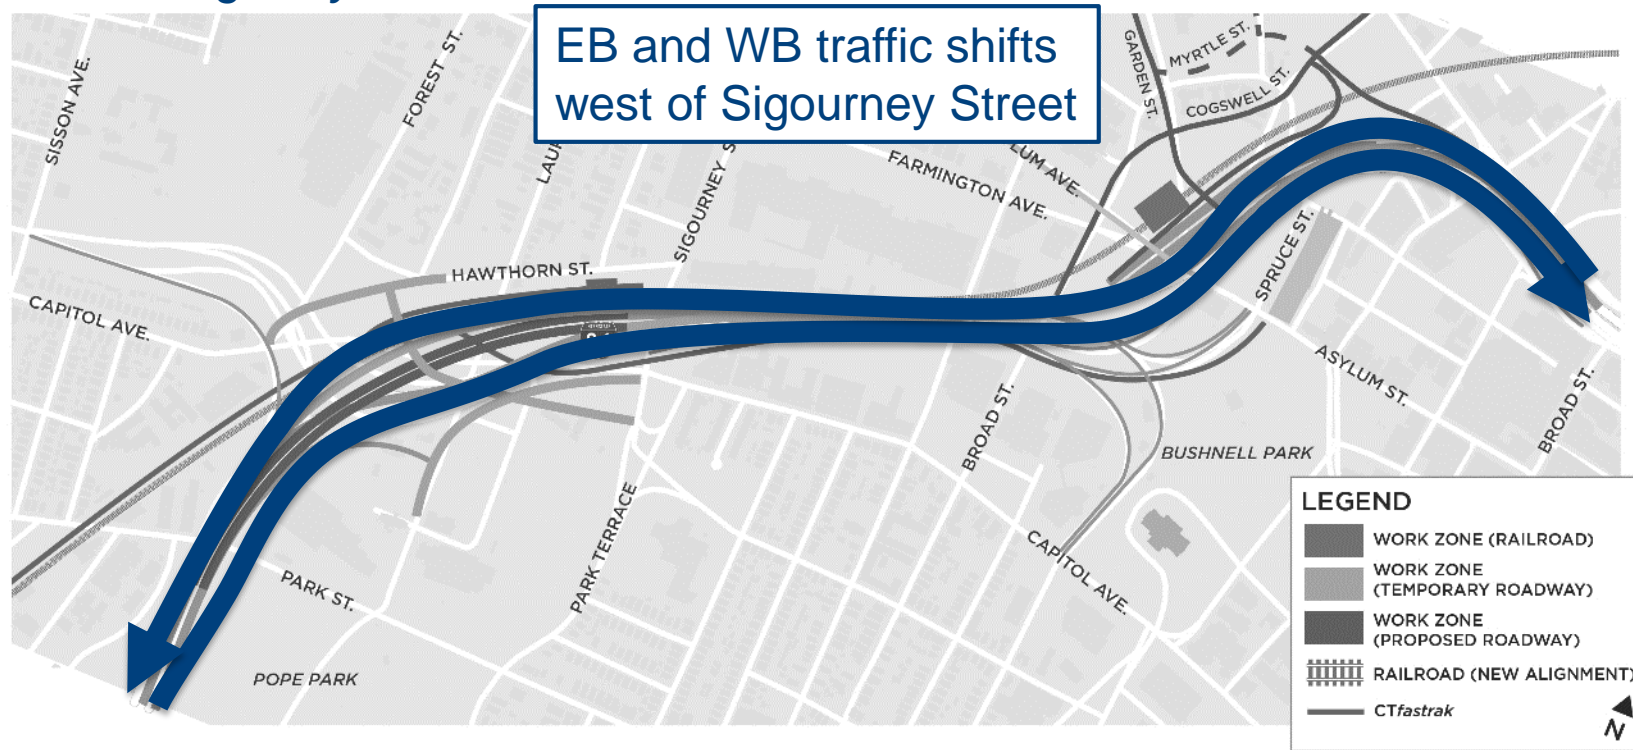 EB and WB traffic shifts
west of Sigourney Street
SISSON AVE.
FOREST ST.
SIGOURNEY S
GARDEN ST.
MYRTLE ST.
COGSWELL ST.
LUM AVE.
FARMINGTON AVE.
HAWTHORN ST.
CAPITOL AVE.
SPRUCE ST.
ASYLUM ST.
BROAD ST.
BROAD ST.
BUSHNELL PARK
PARK TERRACE
CAPITOL AVE.
PARK ST.
POPE PARK
LEGEND
WORK ZONE (RAILROAD)
WORK ZONE
(TEMPORARY ROADWAY)
WORK ZONE
(PROPOSED ROADWAY)
RAILROAD (NEW ALIGNMENT)
CTfastrak
N